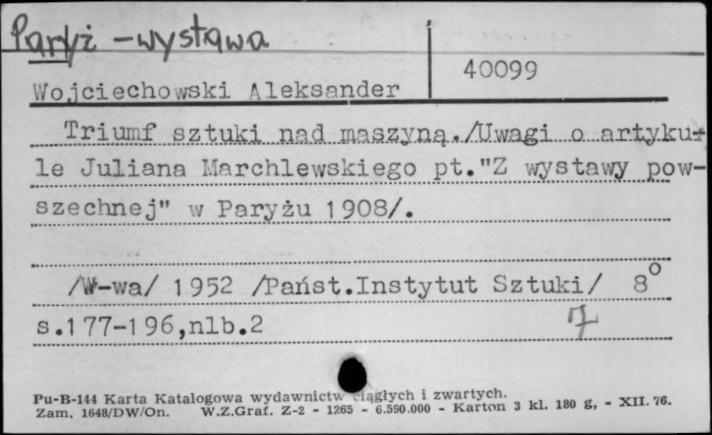 Paryż - wystawa
40099
Wojciechowski Aleksander
Triumf sztuki nad maszyną./Uwagi o artyku-
le Juliana Marchlewskiego pt."Z wystawy pow-
szechnej" w Paryżu 1908/.
/W-wa/ 1952 /Państ.Instytut Sztuki/ 8°
s.177-196,nlb.2
7
Pu-B-144 Karta Katalogowa wydawnictw ciągłych i zwartych.
Zam. 1648/DW/On. W.Z.Graf. Z-2 - 1265 - 6.590.000 - Karton 3 kl. 180 g, - XII. 76.